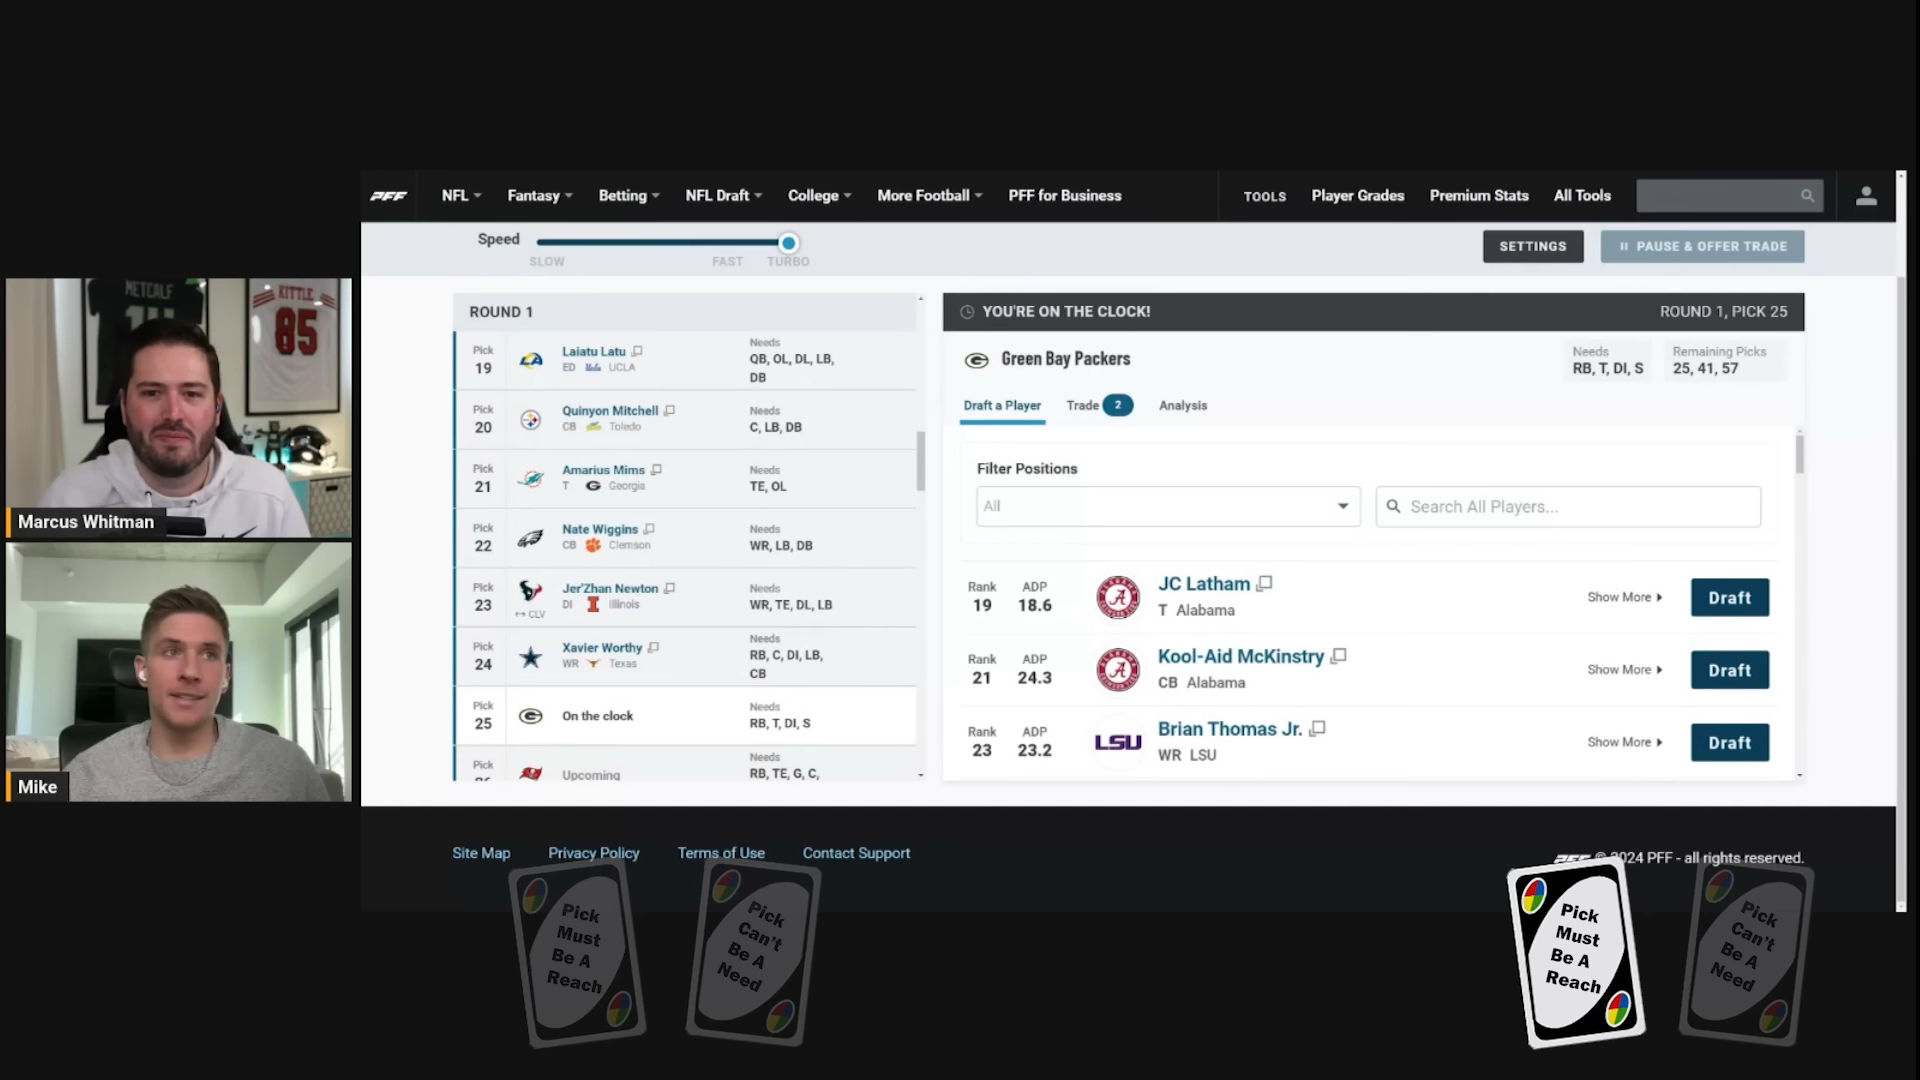 PFF
NFL
Fantasy
Betting
NFL Draft
College
More Football
PFF for Business
TOOLS
Player Grades
Premium Stats
All Tools
Speed
SLOW
FAST
TURBO
SETTINGS
PAUSE & OFFER TRADE
METCALF
KITTLE
85
Marcus Whitman
Mike
ROUND 1
Pick
19
Laiatu Latu
ED UCLA
Needs
QB, OL, DL, LB,
DB
Pick
20
Quinyon Mitchell
CB Toledo
Needs
C, LB, DB
Pick
21
Amarius Mims
T Georgia
Needs
TE, OL
Pick
22
Nate Wiggins
CB Clemson
Needs
WR, LB, DB
Pick
23
CLV
Jer'Zhan Newton
DI Illinois
Needs
WR, TE, DL, LB
Pick
24
Xavier Worthy
WR Texas
Needs
RB, C, DI, LB,
CB
Pick
25
On the clock
Needs
RB, T, DI, S
Pick
Upcoming
Needs
RB, TE, G, C,
YOU'RE ON THE CLOCK!
ROUND 1, PICK 25
Green Bay Packers
Needs
RB, T, DI, S
Remaining Picks
25, 41, 57
Draft a Player
Trade 2
Analysis
Filter Positions
All
Search All Players...
Rank
19
ADP
18.6
JC Latham
T Alabama
Show More
Draft
Rank
21
ADP
24.3
Kool-Aid McKinstry
CB Alabama
Show More
Draft
Rank
23
ADP
23.2
LSU
Brian Thomas Jr.
WR LSU
Show More
Draft
Site Map
Privacy Policy
Terms of Use
Contact Support
2024 PFF - all rights reserved.
Pick
Must
Be A
Reach
Pick
Can't
Be A
Need
Pick
Must
Be A
Reach
Pick
Can't
Be A
Need